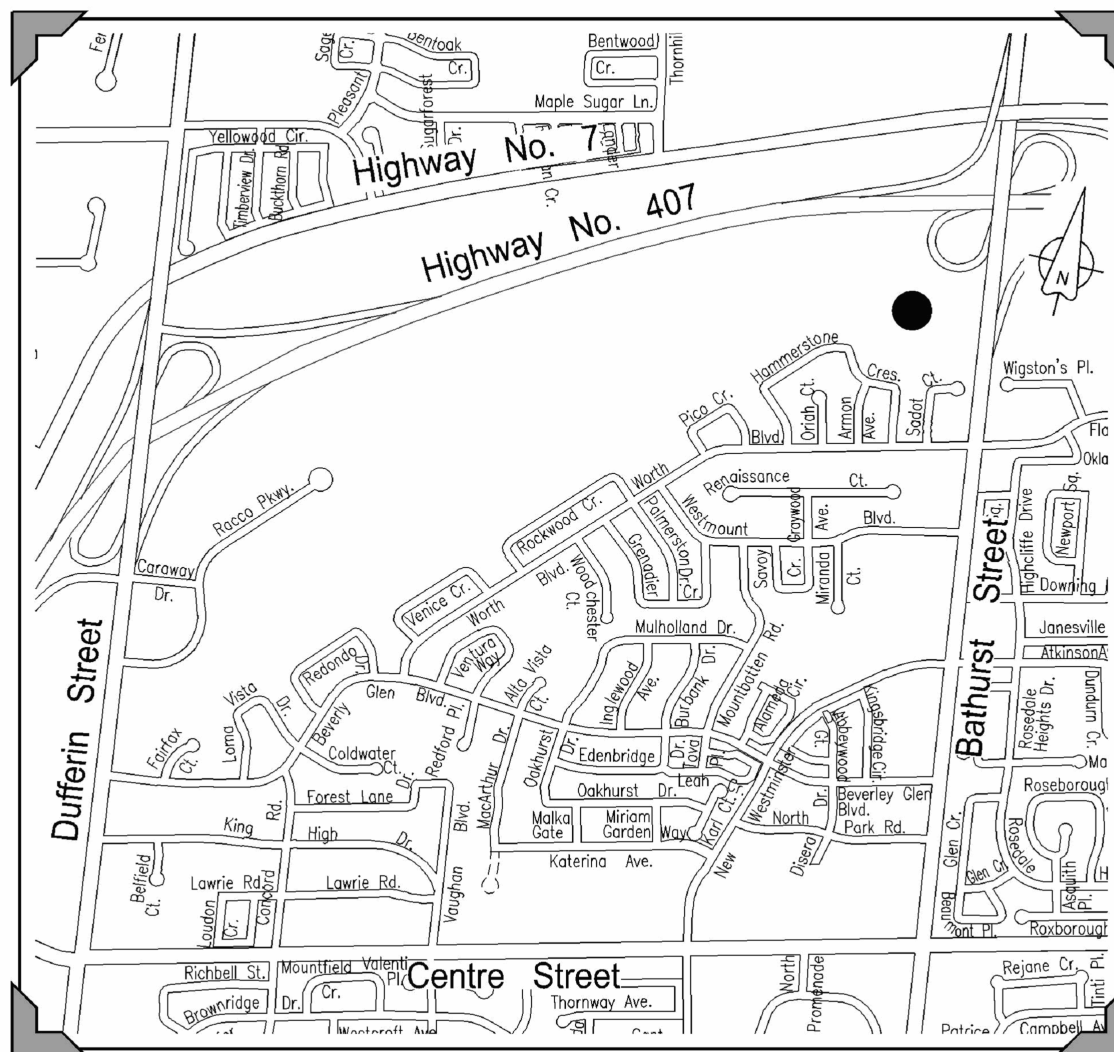 Bentwood
Cr.
Cr.
Cr.
Thornhill
Pleasant
Maple Sugar Ln.
Yellowood Cir.
Highway No. 7
Timberview Dr.
Buckthorn Rd.
Highway No. 407
N
Hammerstone
Cres.
Wigston's Pl.
Pico Cr.
Oriah Ct.
Armon Ave.
Sadot Ct.
Blvd.
Worth
Renaissance Ct.
Racco Pkwy.
Rockwood Cr.
Westmount Blvd.
Graywood Ave.
Palmerston Dr.
Grenadier Cr.
Savoy Cr.
Miranda Ct.
Highcliffe Drive
Newport Sq.
Downing
Caraway Dr.
Blvd.
Woodchester Ct.
Venice Cr.
Worth
Mulholland Dr.
Janesville
Atkinson A
Redondo Dr.
Ventura Way
Alta Vista Ct.
Inglewood Ave.
Burbank Dr.
Mountbatten Rd.
Alameda Cir.
Kingsbridge Cir.
Abbeywood Gt.
Bathurst Street
Rosedale Heights Dr.
Dundurn Cr.
Glen Blvd.
Beverly
Loma Vista Dr.
Fairfax Ct.
Coldwater Ct.
Redford Pl.
MacArthur Dr.
Oakhurst Dr.
Edenbridge Dr.
Tova Pl.
Leah
Oakhurst Dr.
Karl Ct.
New Westminster Dr.
Beverley Glen Blvd.
Roseborough
Forest Lane Dr.
Malka Gate
Miriam Garden Way
North Park Rd.
Disera
King High Dr.
Katerina Ave.
Dufferin Street
Belfield Ct.
Lawrie Rd.
Lawrie Rd.
Concord Rd.
Loudon Cr.
Vaughan Blvd.
Glen Cr.
Rosedale
Glen Cr.
Asquith Pl.
Beaumont Pl.
Roxborough
Richbell St.
Mountfield Cr.
Centre Street
Brownridge Dr.
Thornway Ave.
North Promenade
Rejane Cr.
Tinti Pl.
Westcroft Ave
Patrice
Campbell Av